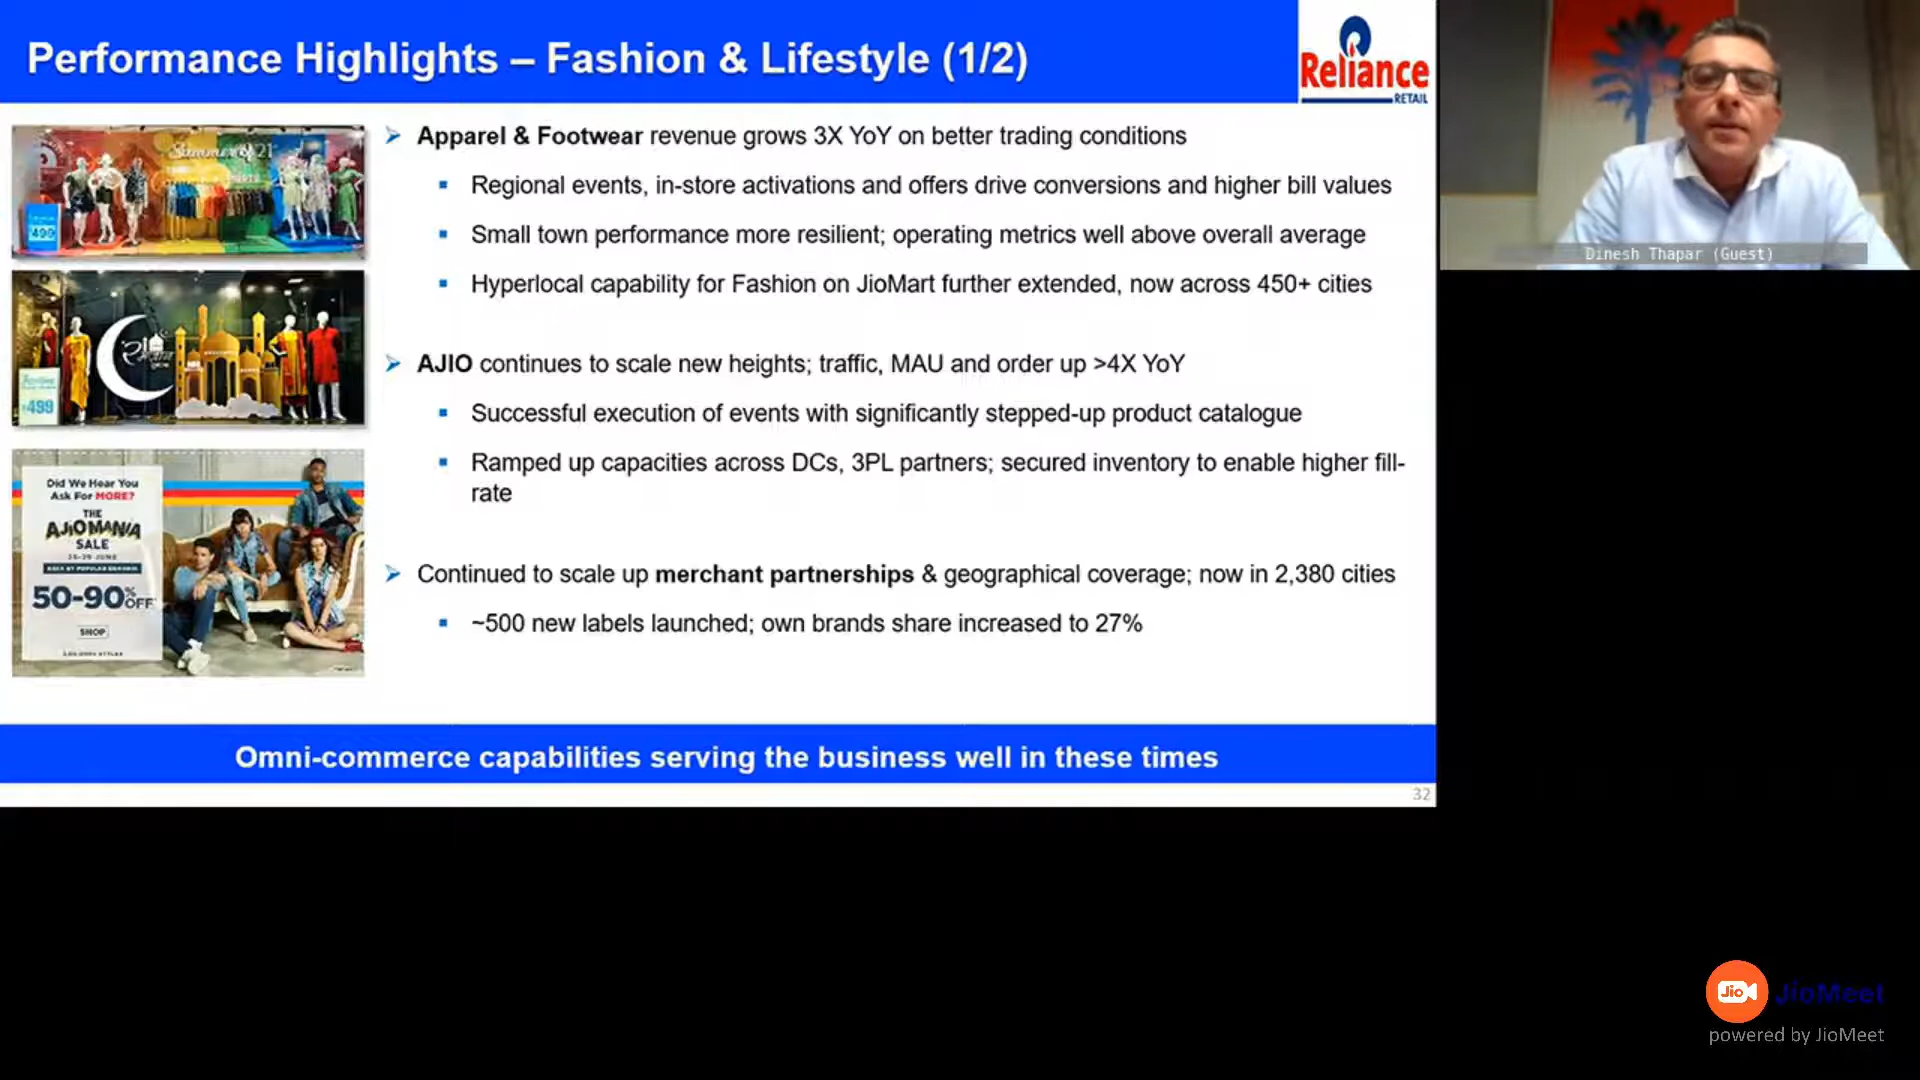 Performance Highlights – Fashion & Lifestyle (1/2)
Reliance
RETAIL
Summer of 21
499
Apparel & Footwear revenue grows 3X YoY on better trading conditions
Regional events, in-store activations and offers drive conversions and higher bill values
Small town performance more resilient; operating metrics well above overall average
Hyperlocal capability for Fashion on JioMart further extended, now across 450+ cities
499
AJIO continues to scale new heights; traffic, MAU and order up >4X YoY
Successful execution of events with significantly stepped-up product catalogue
Ramped up capacities across DCs, 3PL partners; secured inventory to enable higher fill-
rate
Did We Hear You
Ask For MORE?
THE
AJIOMANIA
SALE
50-90% OFF
SHOP
Continued to scale up merchant partnerships & geographical coverage; now in 2,380 cities
~500 new labels launched; own brands share increased to 27%
Omni-commerce capabilities serving the business well in these times
32
Dinesh Thapar (Guest)
Jio
JioMeet
powered by JioMeet